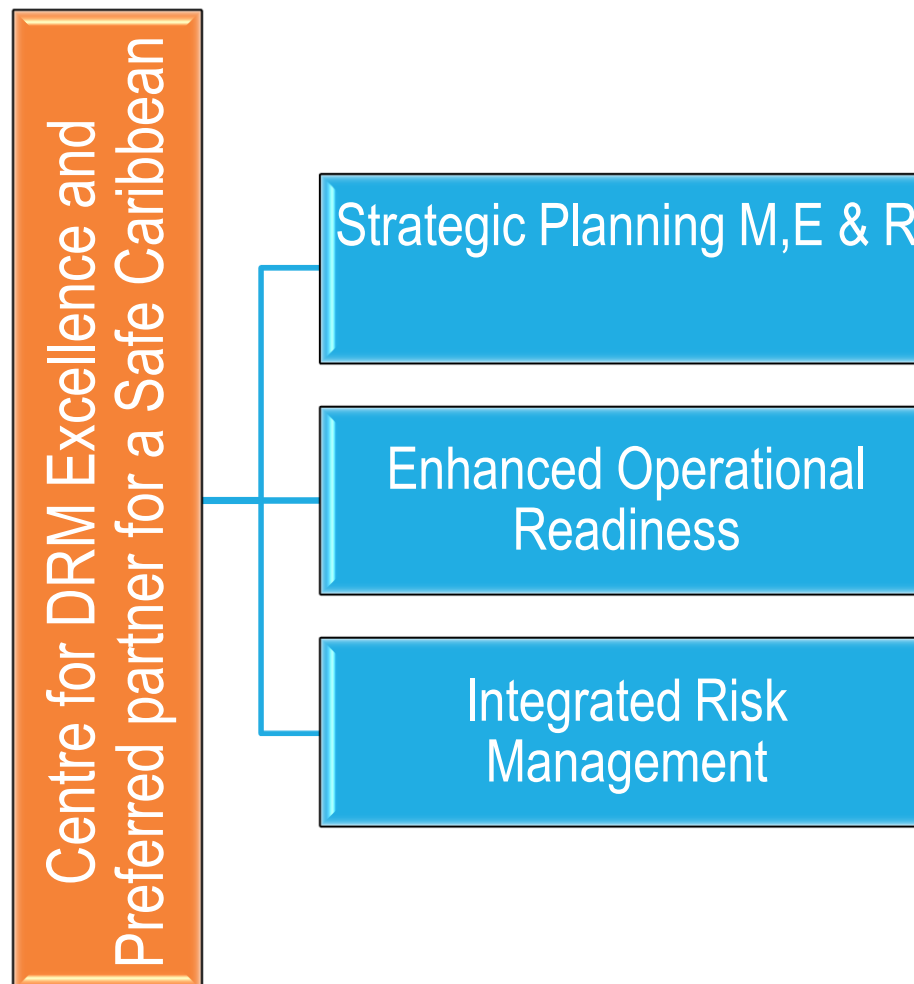 Centre for DRM Excellence and
Preferred partner for a Safe Caribbean
Strategic Planning M,E & R
Enhanced Operational
Readiness
Integrated Risk
Management